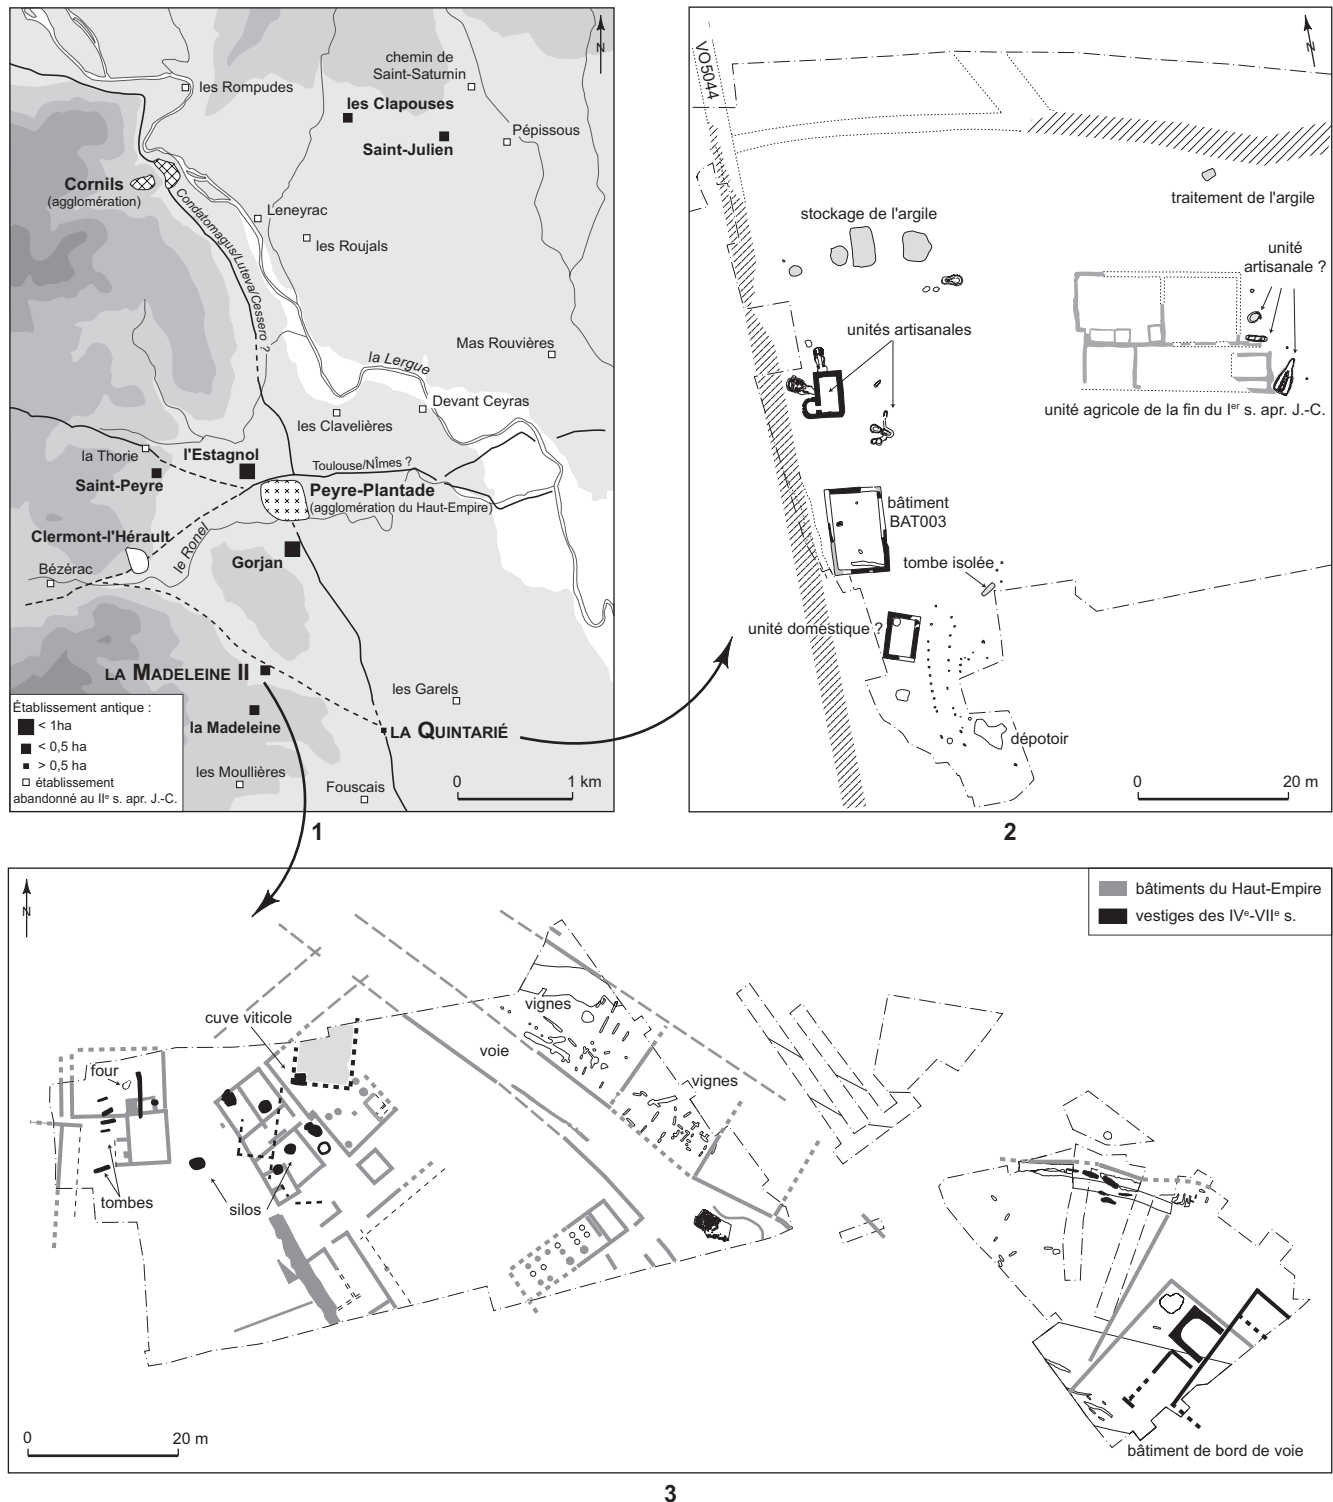 N
chemin de
Saint-Saturnin
les Rompudes
les Clapouses
Pépissous
Saint-Julien
Cornils
(agglomération)
Condatomagus/Luteva/Cessero ?
Leneyrac
les Roujals
Mas Rouvières
la Lergue
Devant Ceyras
les Clavelières
la Thorie
l'Estagnol
Toulouse/Nîmes ?
Saint-Peyre
Peyre-Plantade
(agglomération du Haut-Empire)
Clermont-l'Hérault
le Ronel
Gorjan
Bézérac
LA MADELEINE II
les Garels
la Madeleine
LA QUINTARIÉ
les Moullières
Fouscais
Établissement antique :
< 1ha
< 0,5 ha
> 0,5 ha
établissement
abandonné au IIe s. apr. J.-C.
0 1 km
1
N
VO5044
traitement de l'argile
stockage de l'argile
unité
artisanale ?
unités artisanales
unité agricole de la fin du Ier s. apr. J.-C.
bâtiment
BAT003
tombe isolée
unité domestique ?
dépotoir
0 20 m
2
N
bâtiments du Haut-Empire
vestiges des IVe-VIIe s.
cuve viticole
vignes
voie
four
vignes
tombes
silos
0 20 m
bâtiment de bord de voie
3